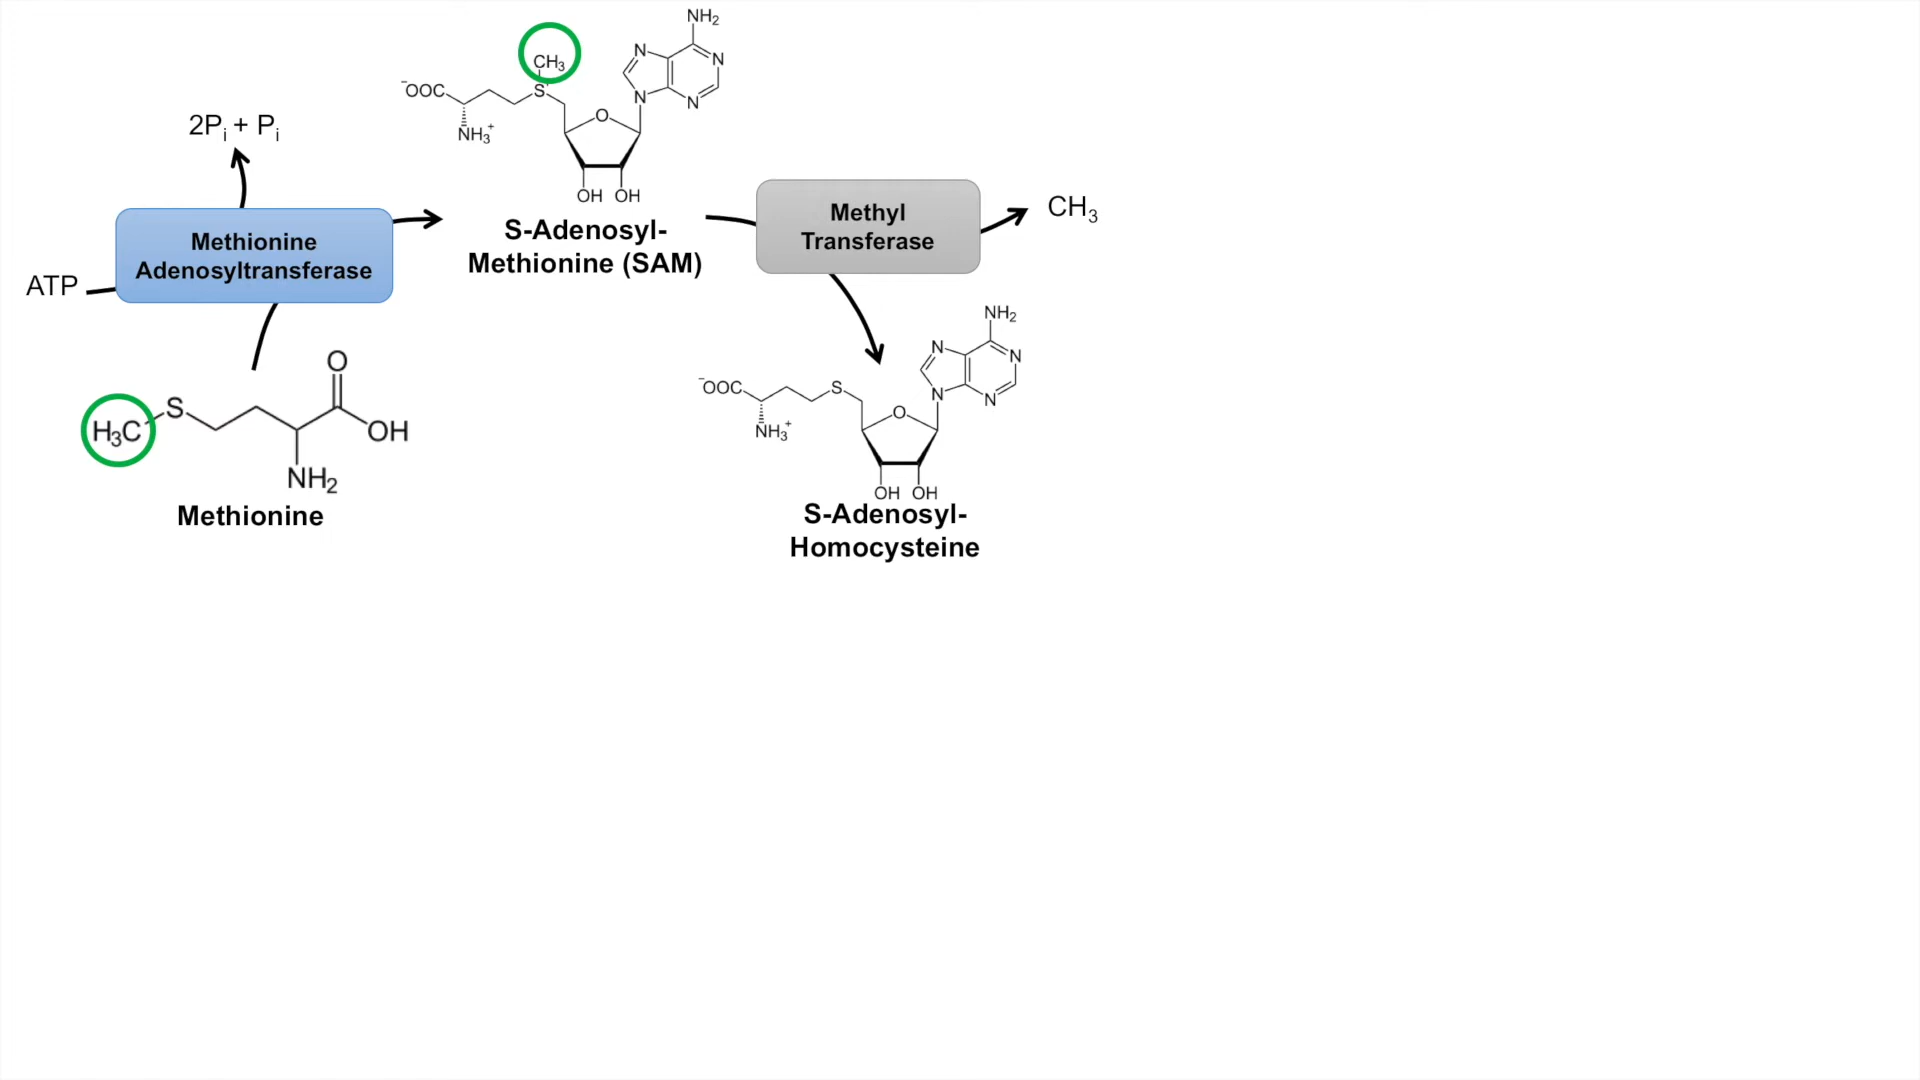 NH₂
CH₃
N
N
⁻OOC
S⁺
N
N
O
NH₃⁺
2Pᵢ + Pᵢ
OH OH
Methionine
Adenosyltransferase
S-Adenosyl-
Methionine (SAM)
Methyl
Transferase
CH₃
ATP
NH₂
O
N
N
⁻OOC
S
N
N
H₃C
S
OH
O
NH₃⁺
NH₂
OH OH
Methionine
S-Adenosyl-
Homocysteine